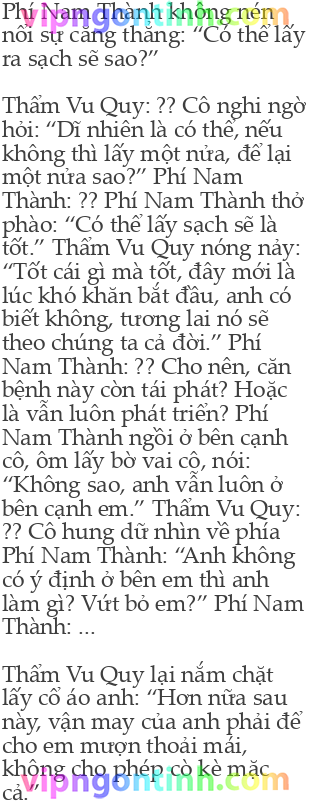 Phí Nam Thành không nén
vipngontinh.com
nổi sự căng thẳng: “Có thể lấy
ra sạch sẽ sao?”
Thẩm Vu Quy: ?? Cô nghi ngờ
hỏi: “Dĩ nhiên là có thể, nếu
không thì lấy một nửa, để lại
một nửa sao?” Phí Nam
Thành: ?? Phí Nam Thành thở
phào: “Có thể lấy sạch sẽ là
tốt.” Thẩm Vu Quy nóng nảy:
“Tốt cái gì mà tốt, đây mới là
lúc khó khăn bắt đầu, anh có
biết không, tương lai nó sẽ
theo chúng ta cả đời.” Phí
Nam Thành: ?? Cho nên, căn
bệnh này còn tái phát? Hoặc
là vẫn luôn phát triển? Phí
Nam Thành ngồi ở bên cạnh
cô, ôm lấy bờ vai cô, nói:
“Không sao, anh vẫn luôn ở
bên cạnh em.” Thẩm Vu Quy:
?? Cô hung dữ nhìn về phía
Phí Nam Thành: “Anh không
có ý định ở bên em thì anh
làm gì? Vứt bỏ em?” Phí Nam
Thành: ...
Thẩm Vu Quy lại nắm chặt
lấy cổ áo anh: “Hơn nữa sau
này, vận may của anh phải để
cho em mượn thoải mái,
không cho phép cò kè mặc
vipngontinh.com
cả.”